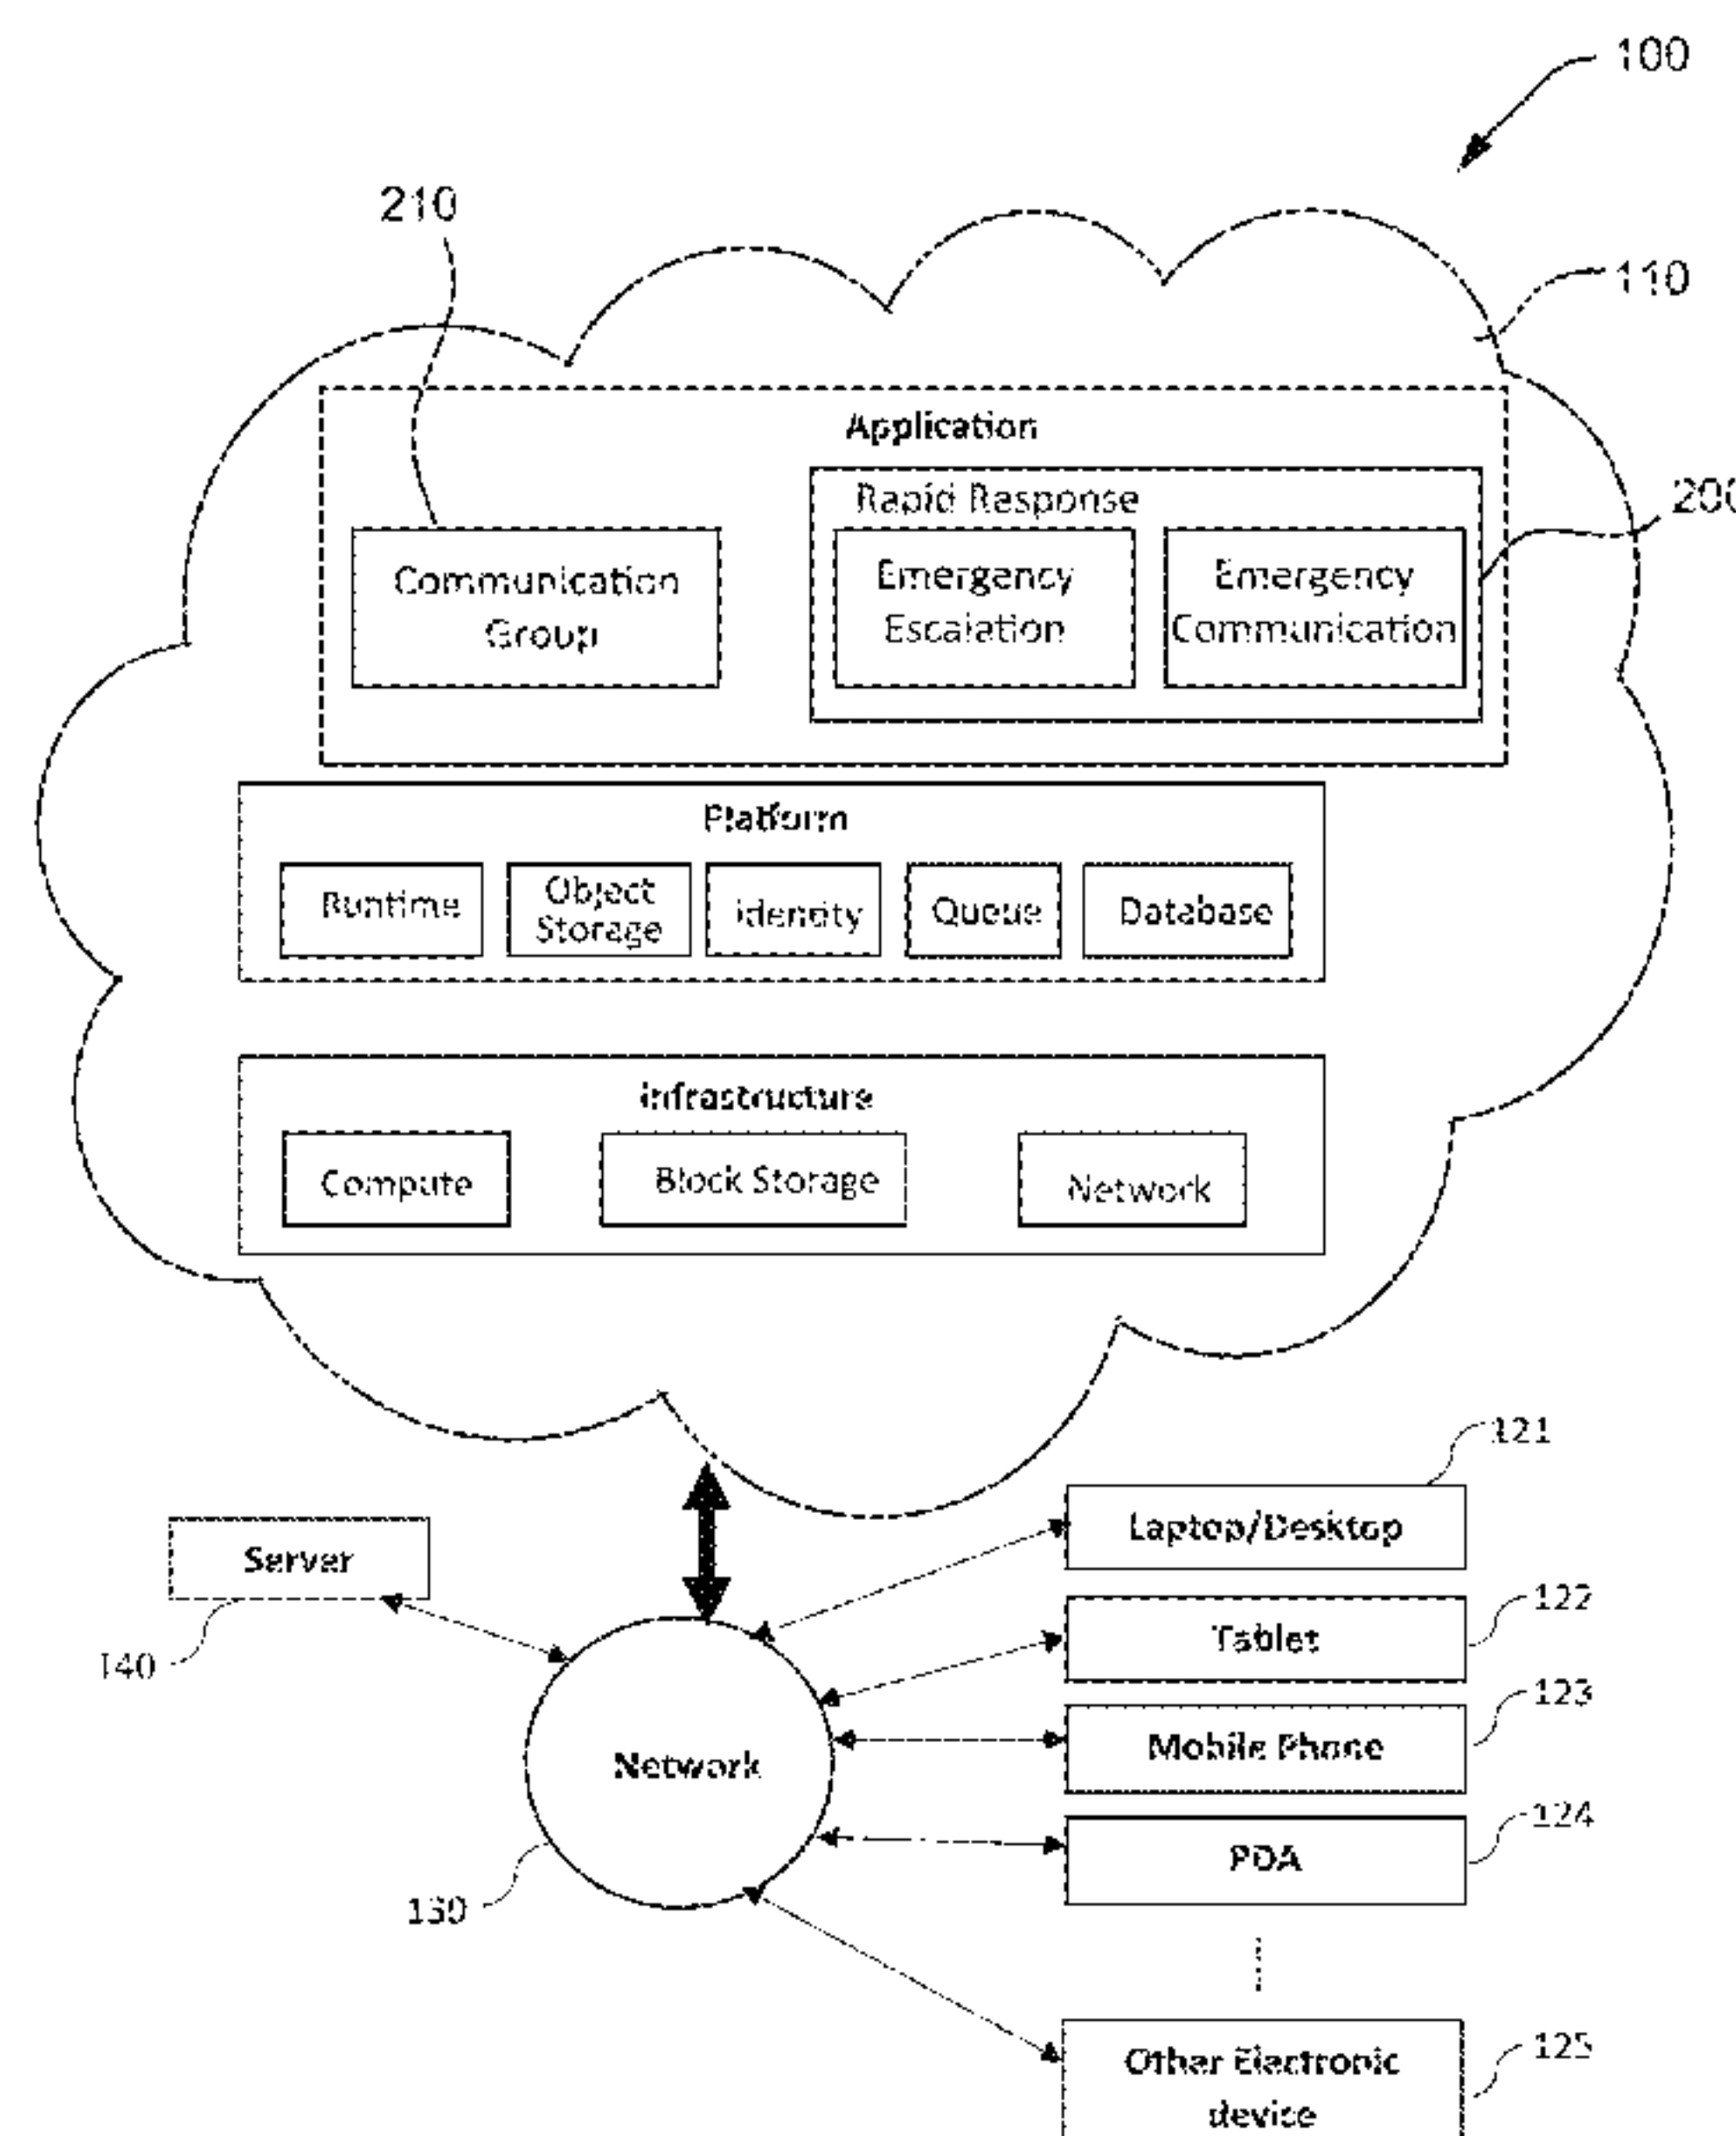 100
210
110
Application
200
Rapid Response
Communication
Group
Emergency
Escalation
Emergency
Communication
Platform
Runtime
Object
Storage
Identity
Queue
Database
Infrastructure
Compute
Block Storage
Network
121
Laptop/Desktop
Server
122
Tablet
140
123
Mobile Phone
Network
124
PDA
130
125
Other Electronic
device